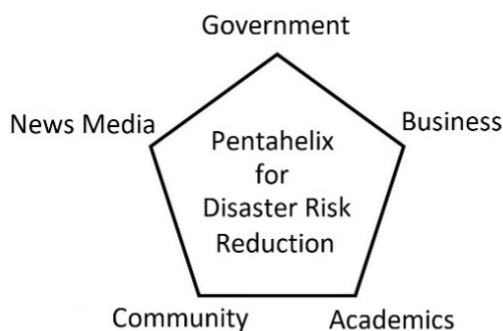 Government
News Media
Business
Pentahelix
for
Disaster Risk
Reduction
Community
Academics